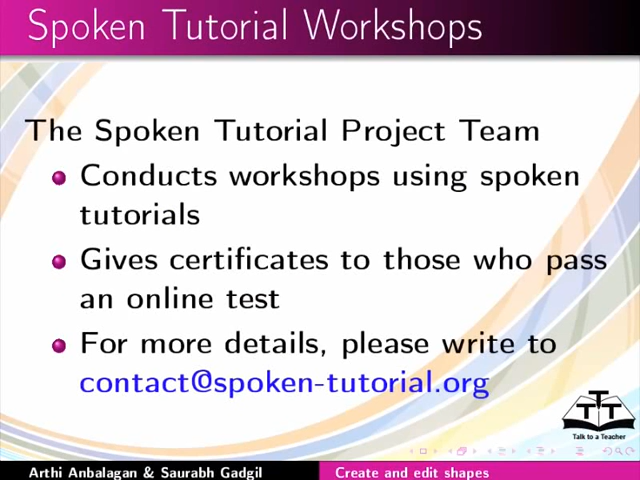 Spoken Tutorial Workshops
The Spoken Tutorial Project Team
Conducts workshops using spoken
tutorials
Gives certificates to those who pass
an online test
For more details, please write to
contact@spoken-tutorial.org
TTT
Talk to a Teacher
Arthi Anbalagan & Saurabh Gadgil
Create and edit shapes